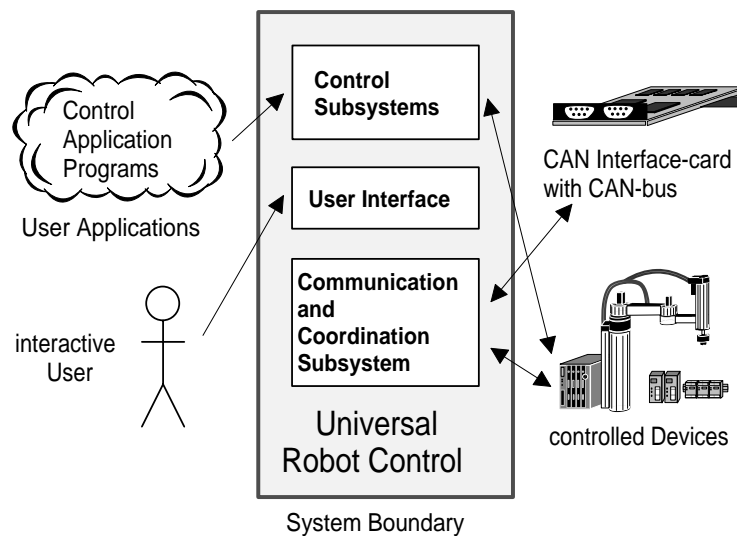 Control
Application
Programs
User Applications
interactive
User
Control
Subsystems
User Interface
Communication
and
Coordination
Subsystem
Universal
Robot Control
System Boundary
CAN Interface-card
with CAN-bus
controlled Devices